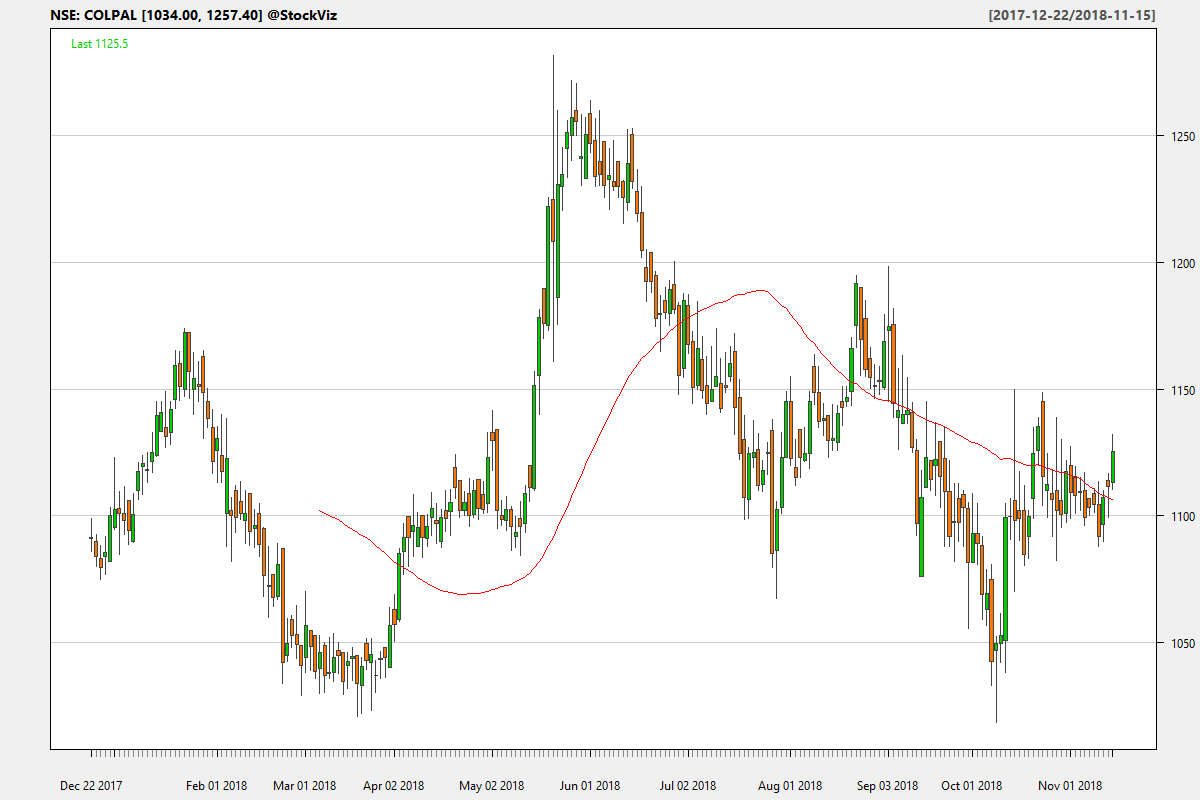 NSE: COLPAL [1034.00, 1257.40] @StockViz
[2017-12-22/2018-11-15]
Last 1125.5
1250
1200
1150
1100
1050
Dec 22 2017 Feb 01 2018 Mar 01 2018 Apr 02 2018 May 02 2018 Jun 01 2018 Jul 02 2018 Aug 01 2018 Sep 03 2018 Oct 01 2018 Nov 01 2018